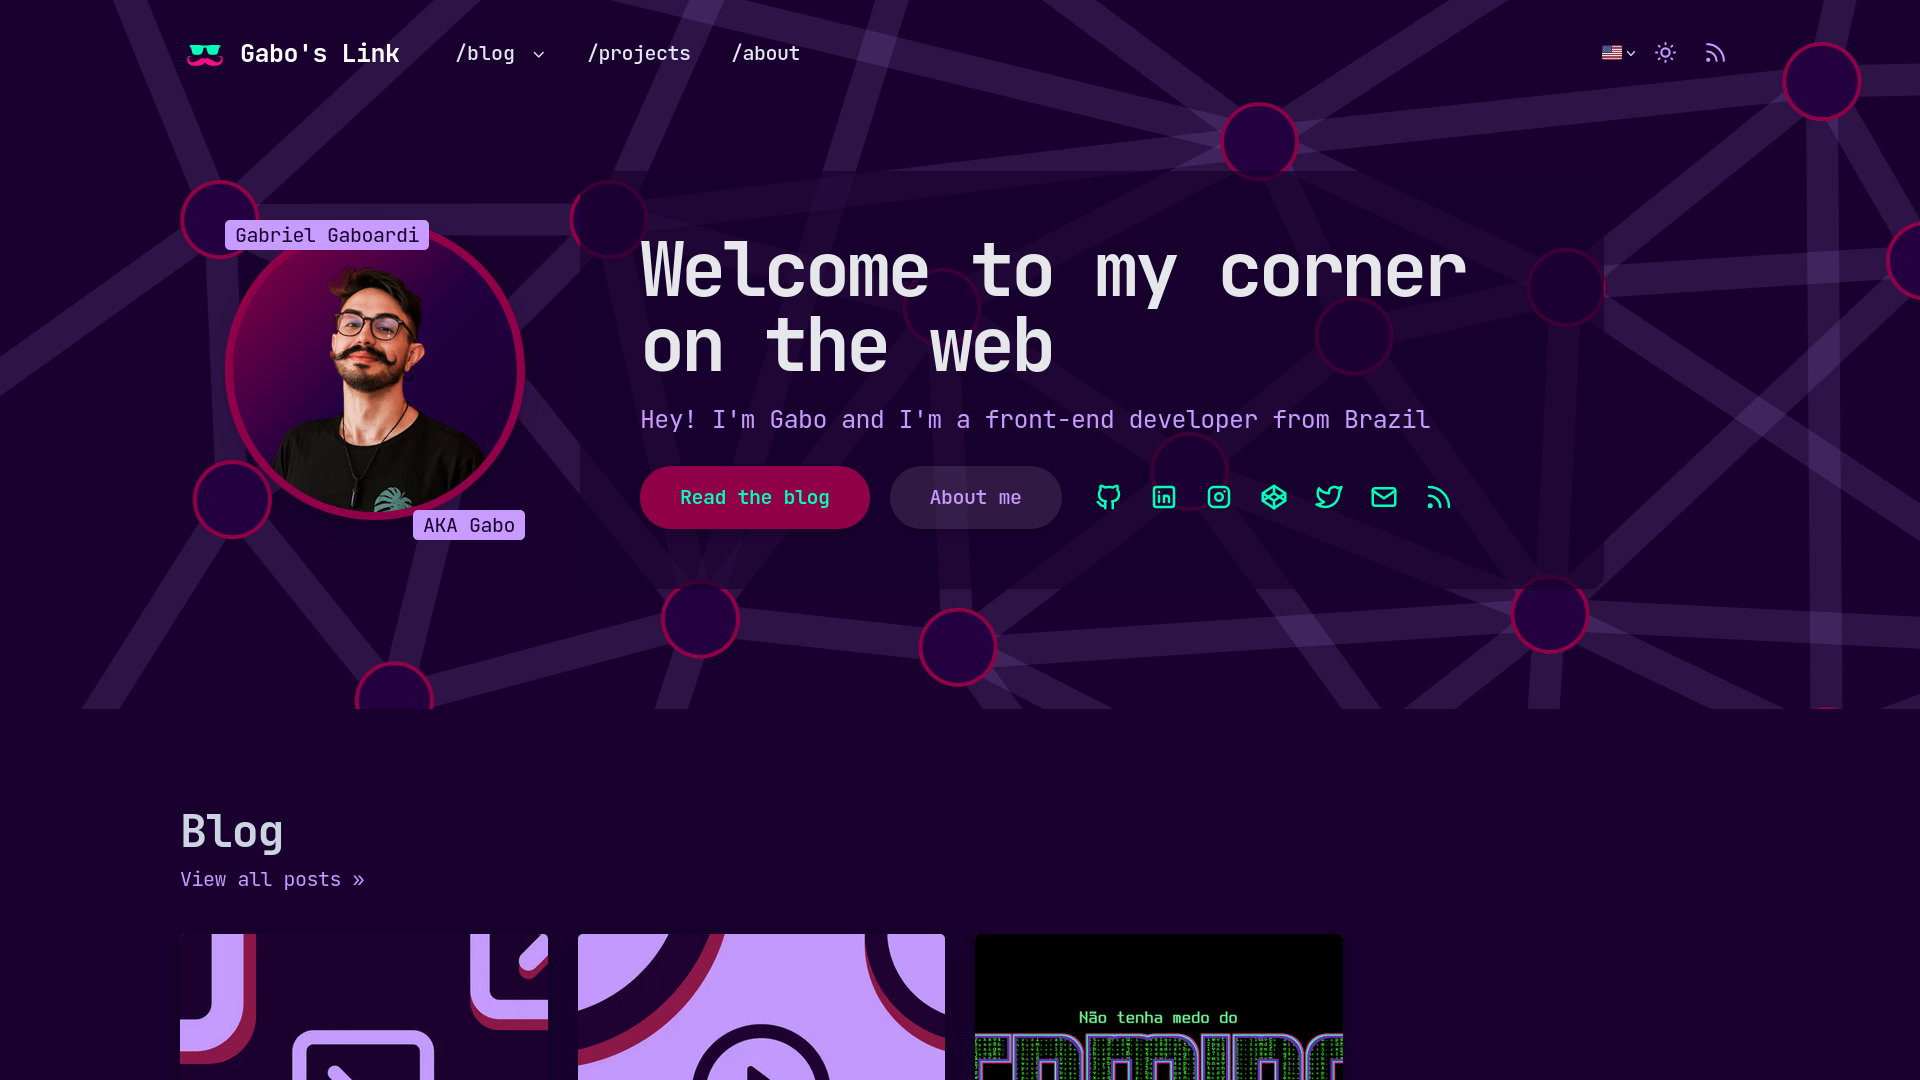 Gabo's Link
/blog
/projects
/about
Gabriel Gaboardi
AKA Gabo
Welcome to my corner
on the web
Hey! I'm Gabo and I'm a front-end developer from Brazil
Read the blog
About me
Blog
View all posts »
Não tenha medo do